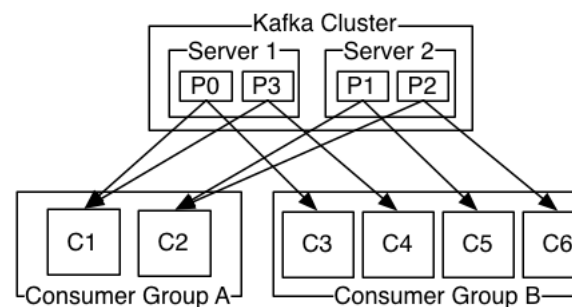 Kafka Cluster
Server 1 Server 2
P0 P3 P1 P2
C1 C2 C3 C4 C5 C6
Consumer Group A Consumer Group B